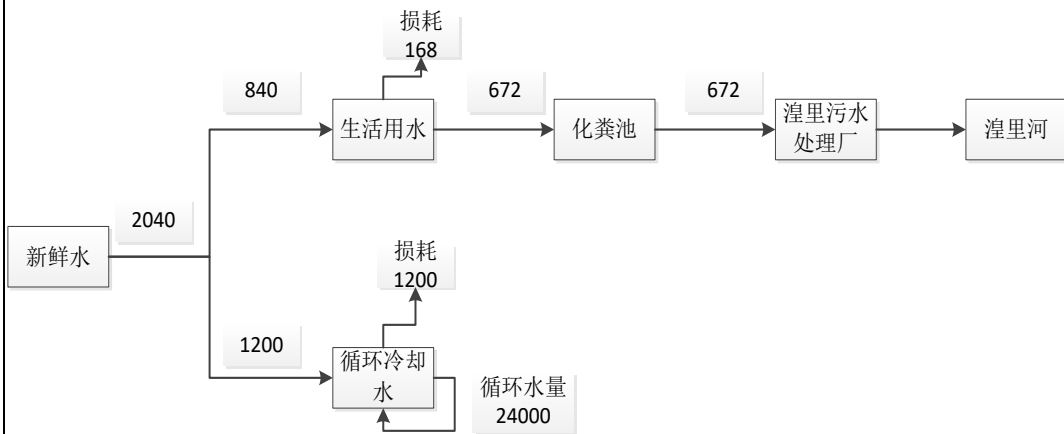 损耗
168
840
672
672
生活用水
化粪池
湟里污水
处理厂
湟里河
2040
新鲜水
损耗
1200
1200
循环冷却
水
循环水量
24000